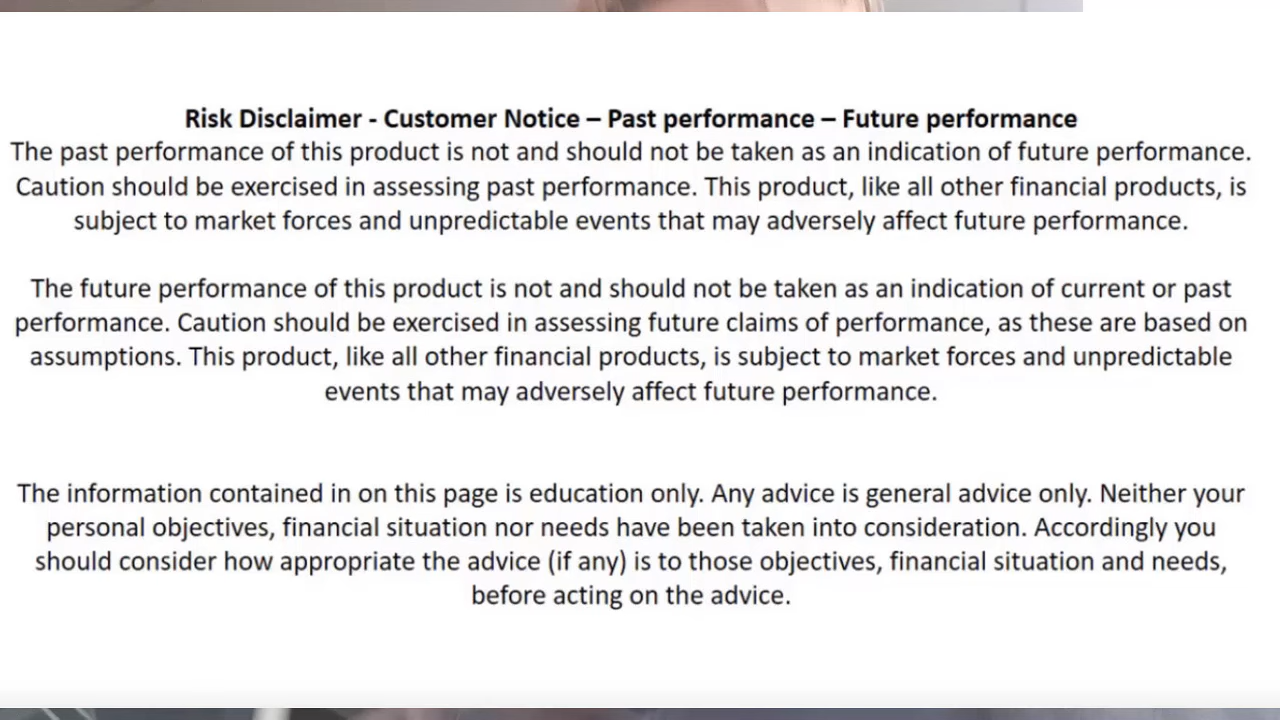 Risk Disclaimer - Customer Notice – Past performance – Future performance
The past performance of this product is not and should not be taken as an indication of future performance.
Caution should be exercised in assessing past performance. This product, like all other financial products, is
subject to market forces and unpredictable events that may adversely affect future performance.
The future performance of this product is not and should not be taken as an indication of current or past
performance. Caution should be exercised in assessing future claims of performance, as these are based on
assumptions. This product, like all other financial products, is subject to market forces and unpredictable
events that may adversely affect future performance.
The information contained in on this page is education only. Any advice is general advice only. Neither your
personal objectives, financial situation nor needs have been taken into consideration. Accordingly you
should consider how appropriate the advice (if any) is to those objectives, financial situation and needs,
before acting on the advice.